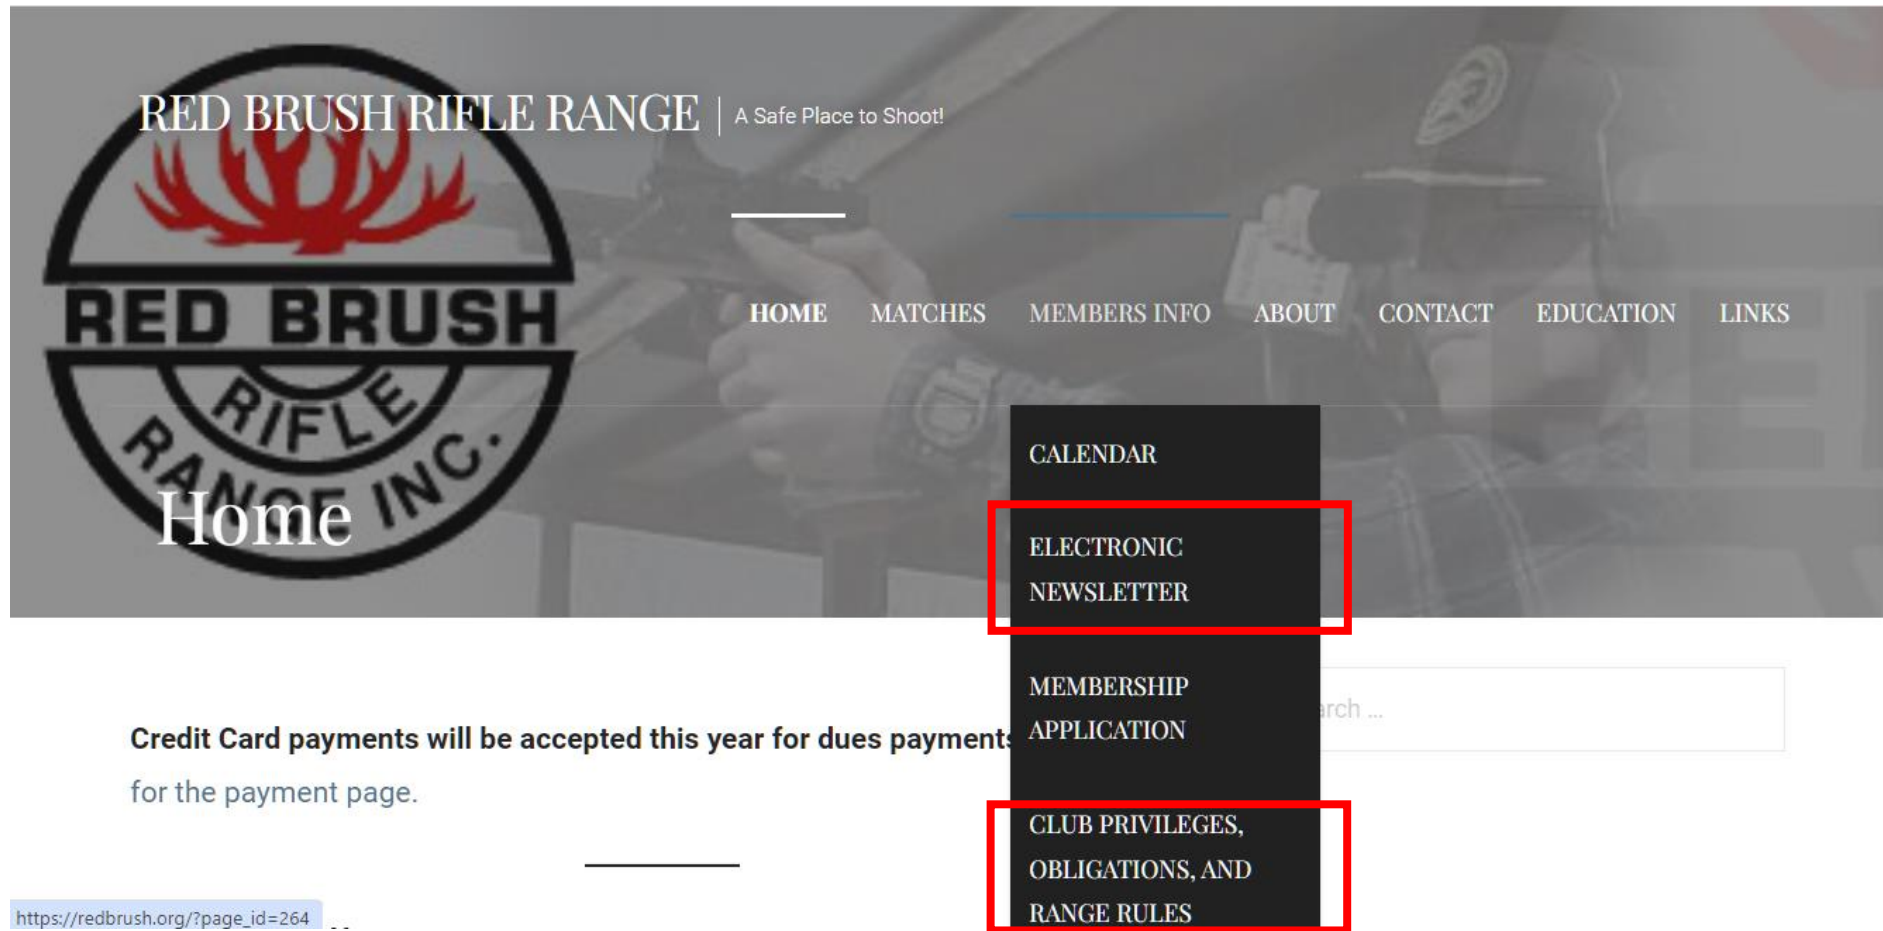 RED BRUSH RIFLE RANGE
A Safe Place to Shoot!
RED BRUSH
RIFLE
RANGE INC.
HOME MATCHES MEMBERS INFO ABOUT CONTACT EDUCATION LINKS
Home
CALENDAR
ELECTRONIC
NEWSLETTER
MEMBERSHIP
APPLICATION
CLUB PRIVILEGES,
OBLIGATIONS, AND
RANGE RULES
Credit Card payments will be accepted this year for dues payments
for the payment page.
https://redbrush.org/?page_id=264